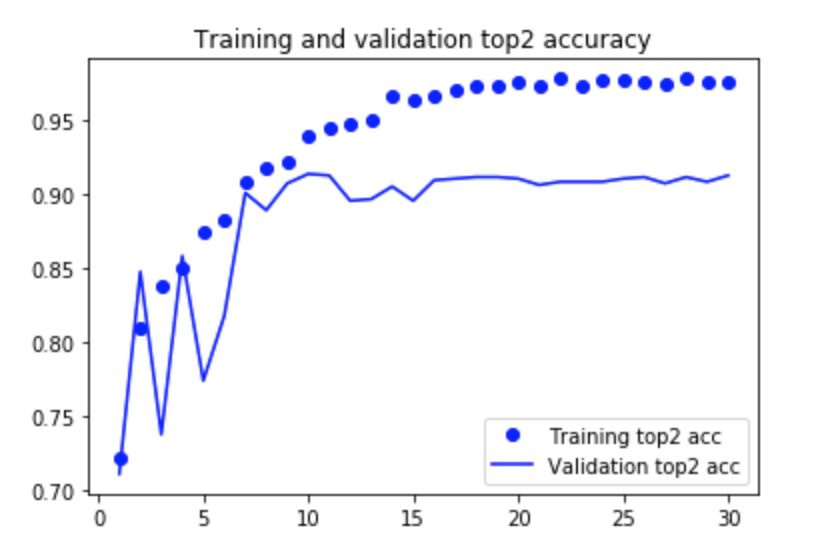 Training and validation top2 accuracy
0.95
0.90
0.85
0.80
0.75
0.70
Training top2 acc
Validation top2 acc
0 5 10 15 20 25 30